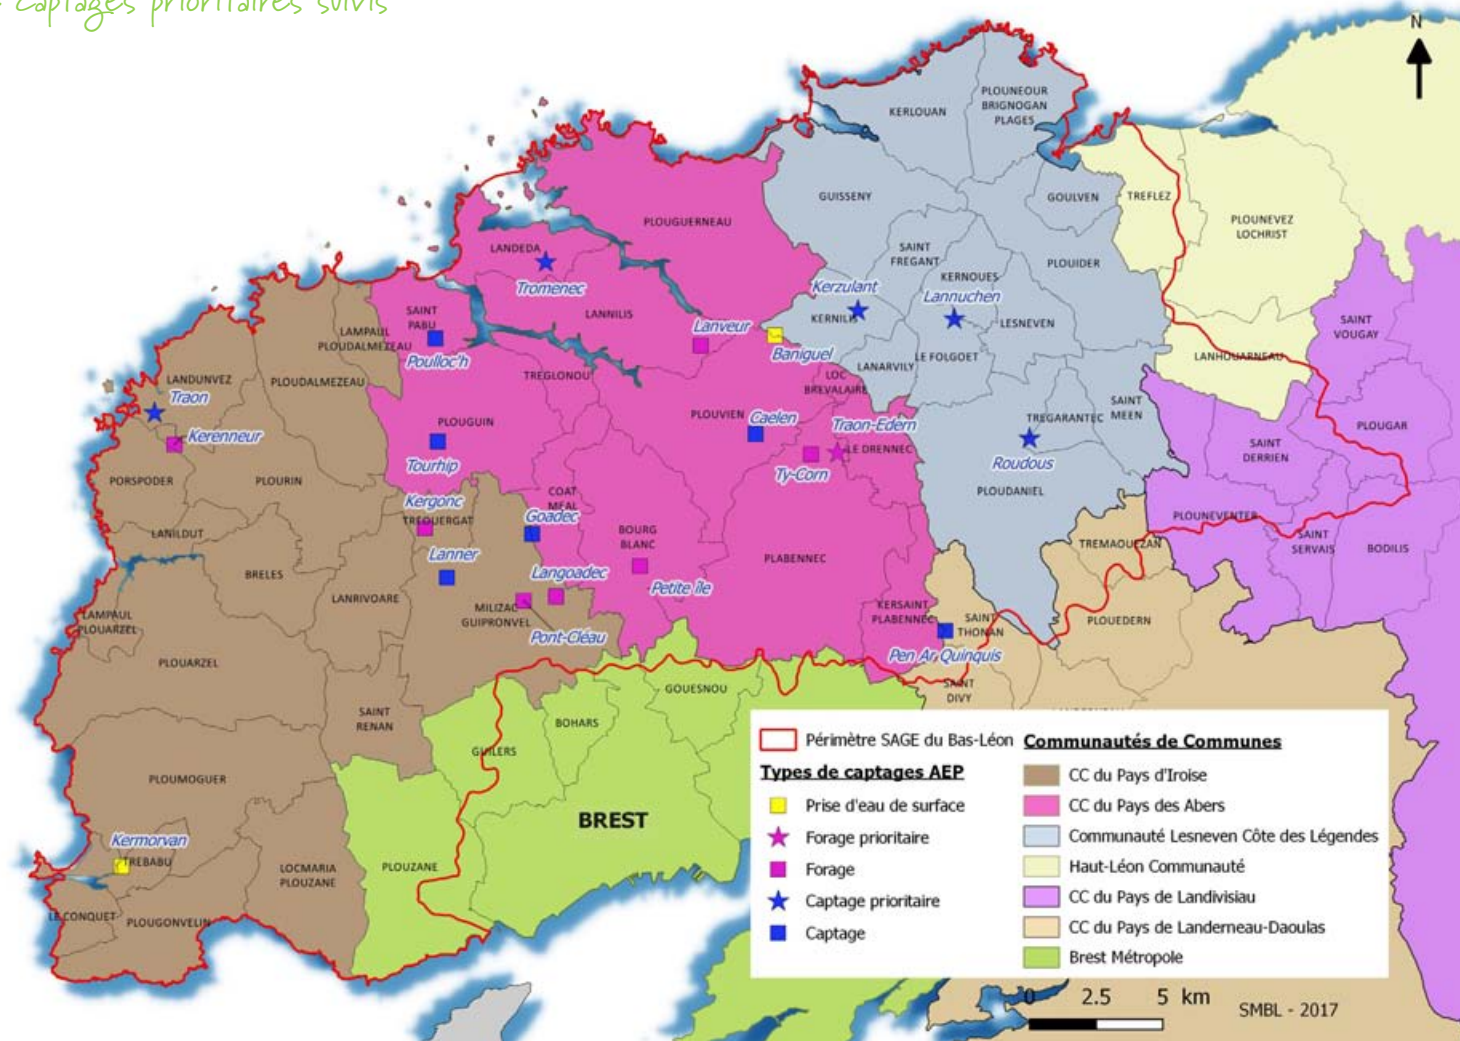 captages prioritaires suivis
N
PLOUNEOUR
BRIGNOGAN
PLAGES
KERLOUAN
GUISSENY
GOULVEN
TREFLEZ
PLOUNEVEZ
LOCHRIST
PLOUGUERNEAU
LANDEDA
Tromenec
SAINT
FREGANT
KERNOUES
PLOUIDER
Kerzulant
Lannuchen
KERNILIS
LESNEVEN
SAINT
PABU
LANNILIS
Lanveur
Baniguel
SAINT
VOUGAY
LAMPAUL
PLOUDALMEZEAU
Poulloc'h
LANARVILY
LE FOLGOET
LANHOUARNEAU
LANDUNVEZ
PLOUDALMEZEAU
TREGLONOU
LOC
BREVALAIRE
Traon
PLOUGUIN
PLOUVIEN
Caelen
Traon-Edern
TREGARANTEC
SAINT
MEEN
PLOUGAR
Kerenneur
LE DRENNEC
SAINT
DERRIEN
Tourhip
Ty-Corn
Roudous
PORSPODER
PLOURIN
PLOUDANIEL
Kergonc
COAT
MEAL
TREOUERGAT
Goadec
PLOUNEVENTER
LANILDUT
BOURG
BLANC
SAINT
SERVAIS
BODILIS
TREMAOUEZAN
Lanner
PLABENNEC
BRELES
Langoadec
Petite île
LANRIVOARE
MILIZAC
GUIPRONVEL
KERSAINT
PLABENNEC
LAMPAUL
PLOUARZEL
Pont-Cléau
SAINT
THONAN
PLOUEDERN
Pen Ar Quinquis
PLOUARZEL
GOUESNOU
SAINT
DIVY
SAINT
RENAN
BOHARS
GUILERS
PLOUMOGUER
BREST
Kermorvan
TREBABU
LOCMARIA
PLOUZANE
PLOUZANE
LE CONQUET
PLOUGONVELIN
Périmètre SAGE du Bas-Léon
Types de captages AEP
Prise d'eau de surface
Forage prioritaire
Forage
Captage prioritaire
Captage
Communautés de Communes
CC du Pays d'Iroise
CC du Pays des Abers
Communauté Lesneven Côte des Légendes
Haut-Léon Communauté
CC du Pays de Landivisiau
CC du Pays de Landerneau-Daoulas
Brest Métropole
0 2.5 5 km
SMBL - 2017